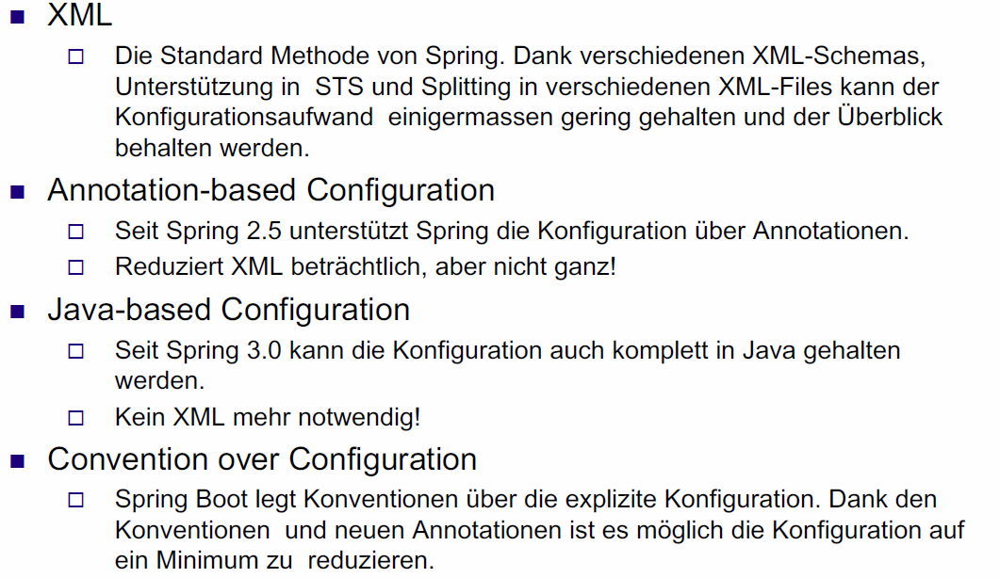 XML
Die Standard Methode von Spring. Dank verschiedenen XML-Schemas,
Unterstützung in STS und Splitting in verschiedenen XML-Files kann der
Konfigurationsaufwand einigermassen gering gehalten und der Überblick
behalten werden.
Annotation-based Configuration
Seit Spring 2.5 unterstützt Spring die Konfiguration über Annotationen.
Reduziert XML beträchtlich, aber nicht ganz!
Java-based Configuration
Seit Spring 3.0 kann die Konfiguration auch komplett in Java gehalten
werden.
Kein XML mehr notwendig!
Convention over Configuration
Spring Boot legt Konventionen über die explizite Konfiguration. Dank den
Konventionen und neuen Annotationen ist es möglich die Konfiguration auf
ein Minimum zu reduzieren.